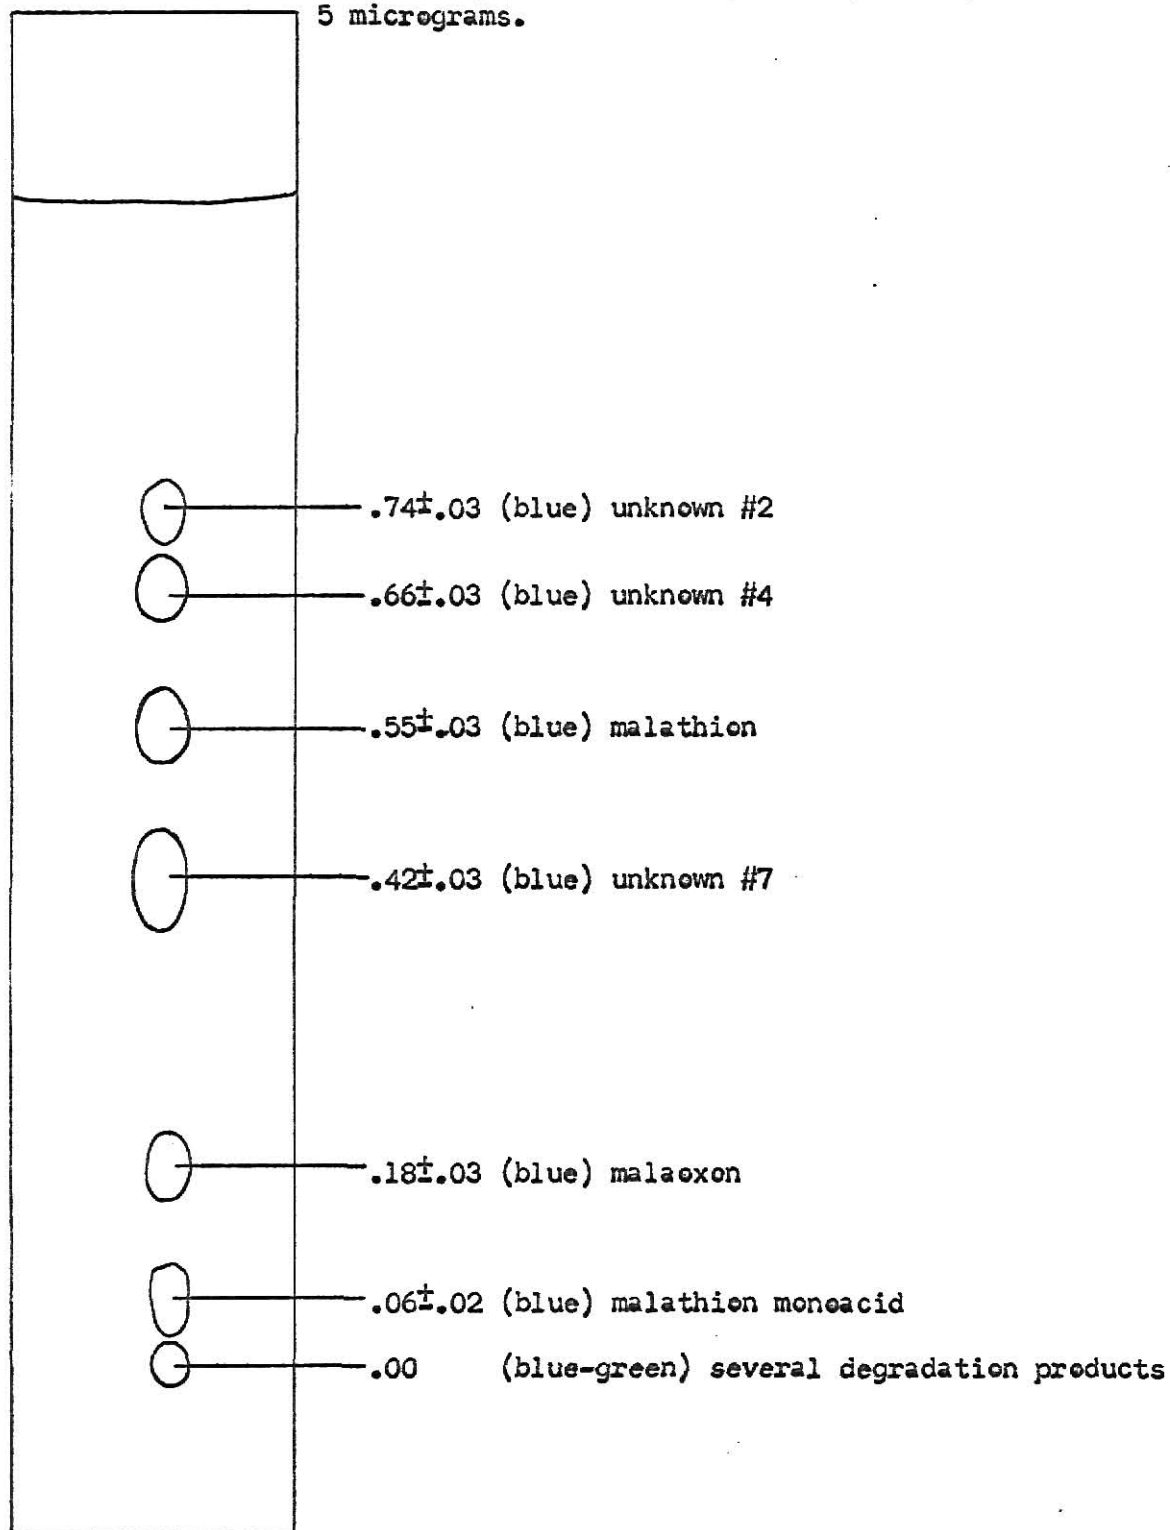 5 micrograms.
.74±.03 (blue) unknown #2
.66±.03 (blue) unknown #4
.55±.03 (blue) malathion
.42±.03 (blue) unknown #7
.18±.03 (blue) malaoxon
.06±.02 (blue) malathion monoacid
.00 (blue-green) several degradation products